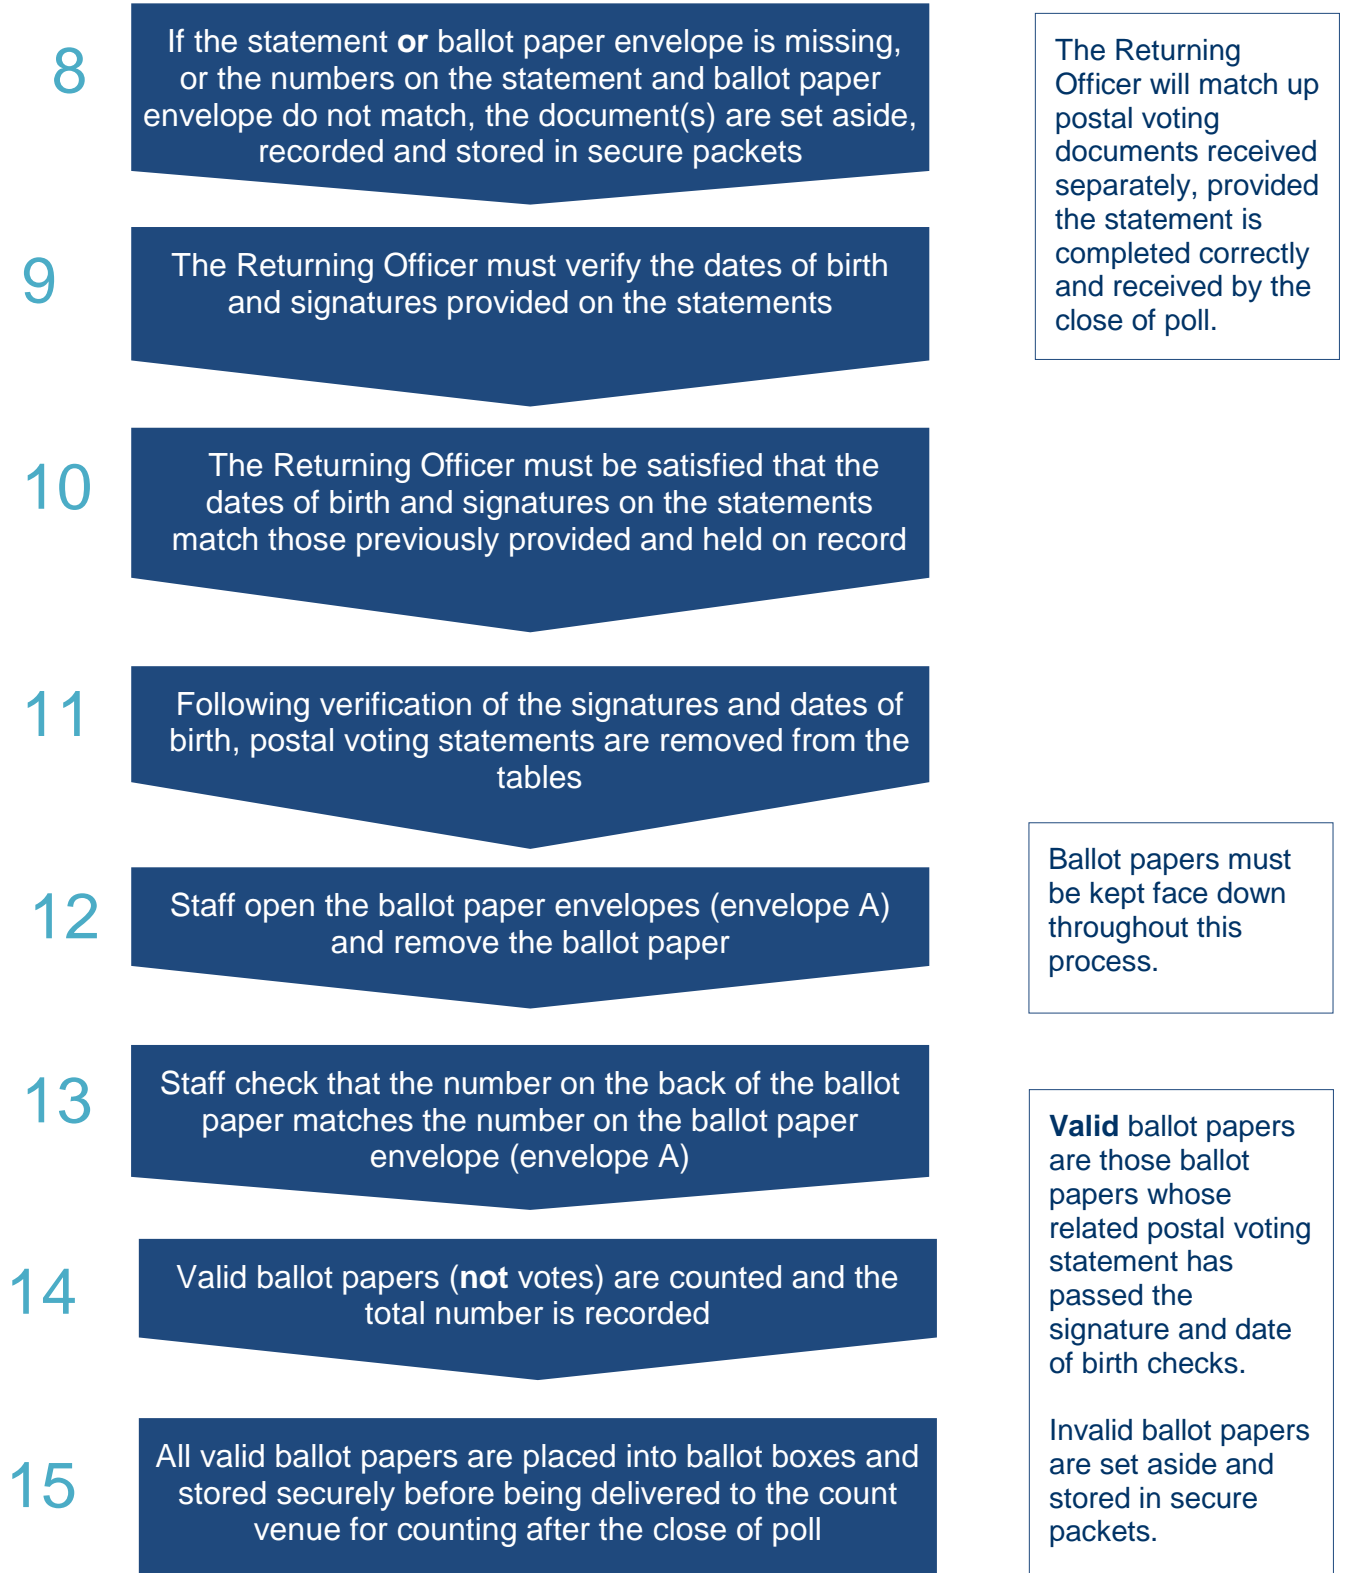 8
If the statement or ballot paper envelope is missing,
or the numbers on the statement and ballot paper
envelope do not match, the document(s) are set aside,
recorded and stored in secure packets
The Returning
Officer will match up
postal voting
documents received
separately, provided
the statement is
completed correctly
and received by the
close of poll.
9
The Returning Officer must verify the dates of birth
and signatures provided on the statements
10
The Returning Officer must be satisfied that the
dates of birth and signatures on the statements
match those previously provided and held on record
11
Following verification of the signatures and dates of
birth, postal voting statements are removed from the
tables
12
Staff open the ballot paper envelopes (envelope A)
and remove the ballot paper
Ballot papers must
be kept face down
throughout this
process.
13
Staff check that the number on the back of the ballot
paper matches the number on the ballot paper
envelope (envelope A)
14
Valid ballot papers (not votes) are counted and the
total number is recorded
15
All valid ballot papers are placed into ballot boxes and
stored securely before being delivered to the count
venue for counting after the close of poll
Valid ballot papers
are those ballot
papers whose
related postal voting
statement has
passed the
signature and date
of birth checks.
Invalid ballot papers
are set aside and
stored in secure
packets.